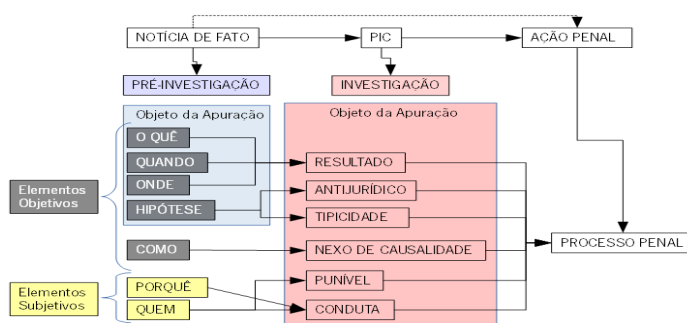 NOTÍCIA DE FATO
PIC
AÇÃO PENAL
PRÉ-INVESTIGAÇÃO
INVESTIGAÇÃO
Objeto da Apuração
Objeto da Apuração
O QUÊ
QUANDO
RESULTADO
ONDE
ANTIJURÍDICO
Elementos
Objetivos
HIPÓTESE
TIPICIDADE
COMO
NEXO DE CAUSALIDADE
PROCESSO PENAL
PORQUÊ
PUNÍVEL
Elementos
Subjetivos
QUEM
CONDUTA